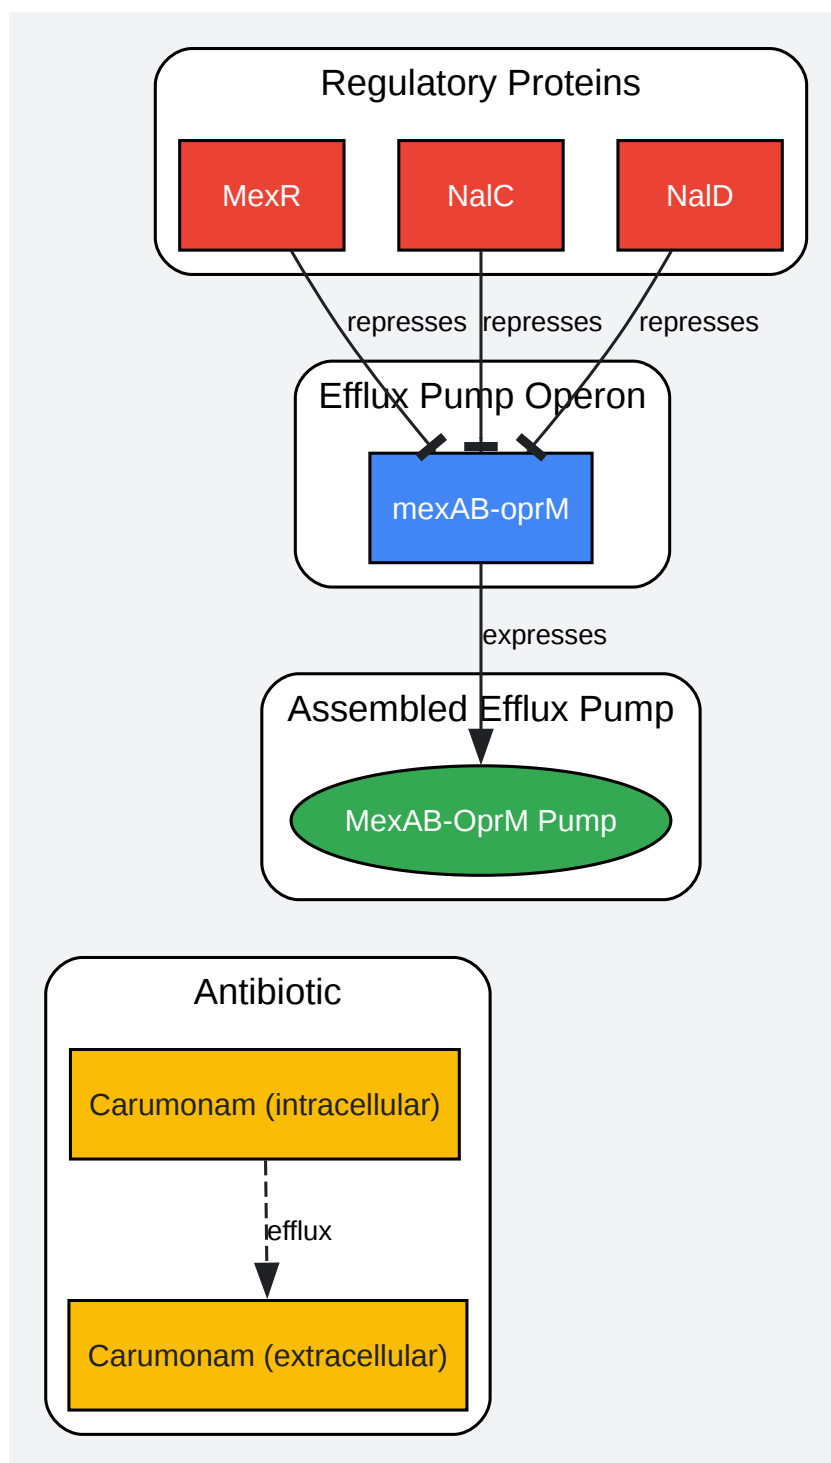 Regulatory Proteins
MexR
NalC
NalD
represses
represses
represses
Efflux Pump Operon
mexAB-oprM
expresses
Assembled Efflux Pump
MexAB-OprM Pump
Antibiotic
Carumonam (intracellular)
efflux
Carumonam (extracellular)